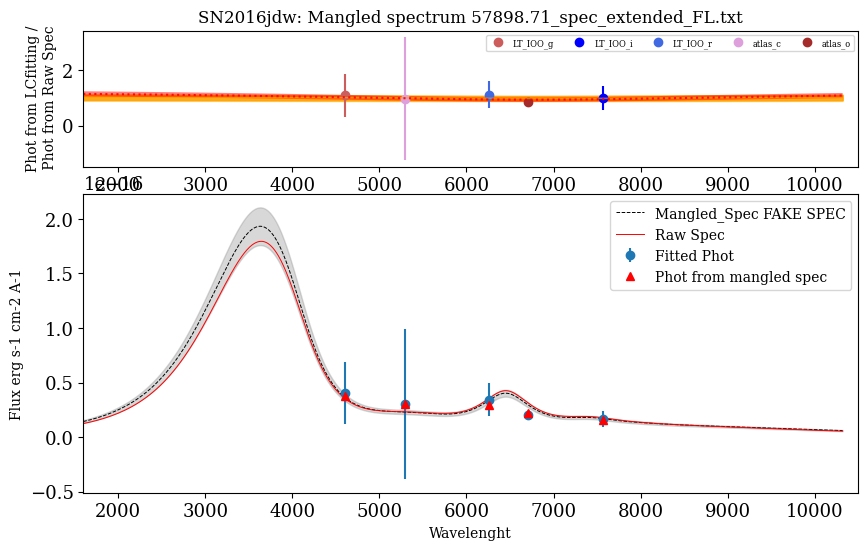 SN2016jdw: Mangled spectrum 57898.71_spec_extended_FL.txt
Phot from LCfitting /
Phot from Raw Spec
2
0
LT_IOO_g LT_IOO_i LT_IOO_r atlas_c atlas_o
2000 3000 4000 5000 6000 7000 8000 9000 10000
1e−16
Flux erg s-1 cm-2 A-1
2.0
1.5
1.0
0.5
0.0
−0.5
Mangled_Spec FAKE SPEC
Raw Spec
Fitted Phot
Phot from mangled spec
2000 3000 4000 5000 6000 7000 8000 9000 10000
Wavelenght